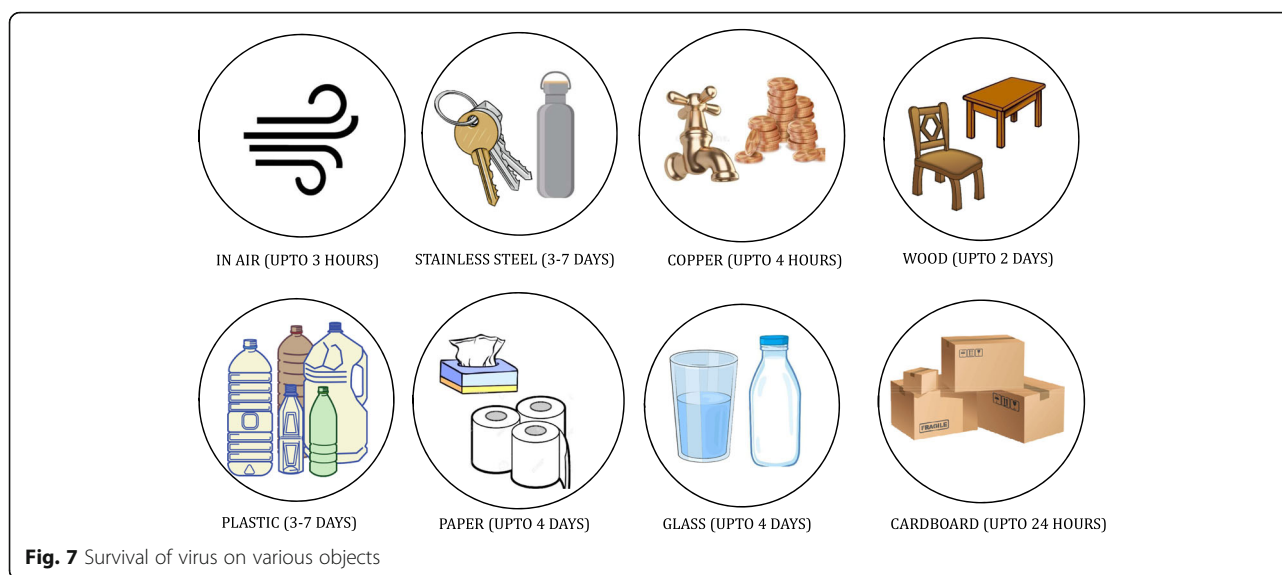 IN AIR (UPTO 3 HOURS)
STAINLESS STEEL (3-7 DAYS)
COPPER (UPTO 4 HOURS)
WOOD (UPTO 2 DAYS)
FRAGILE
PLASTIC (3-7 DAYS)
PAPER (UPTO 4 DAYS)
GLASS (UPTO 4 DAYS)
CARDBOARD (UPTO 24 HOURS)
Fig. 7 Survival of virus on various objects